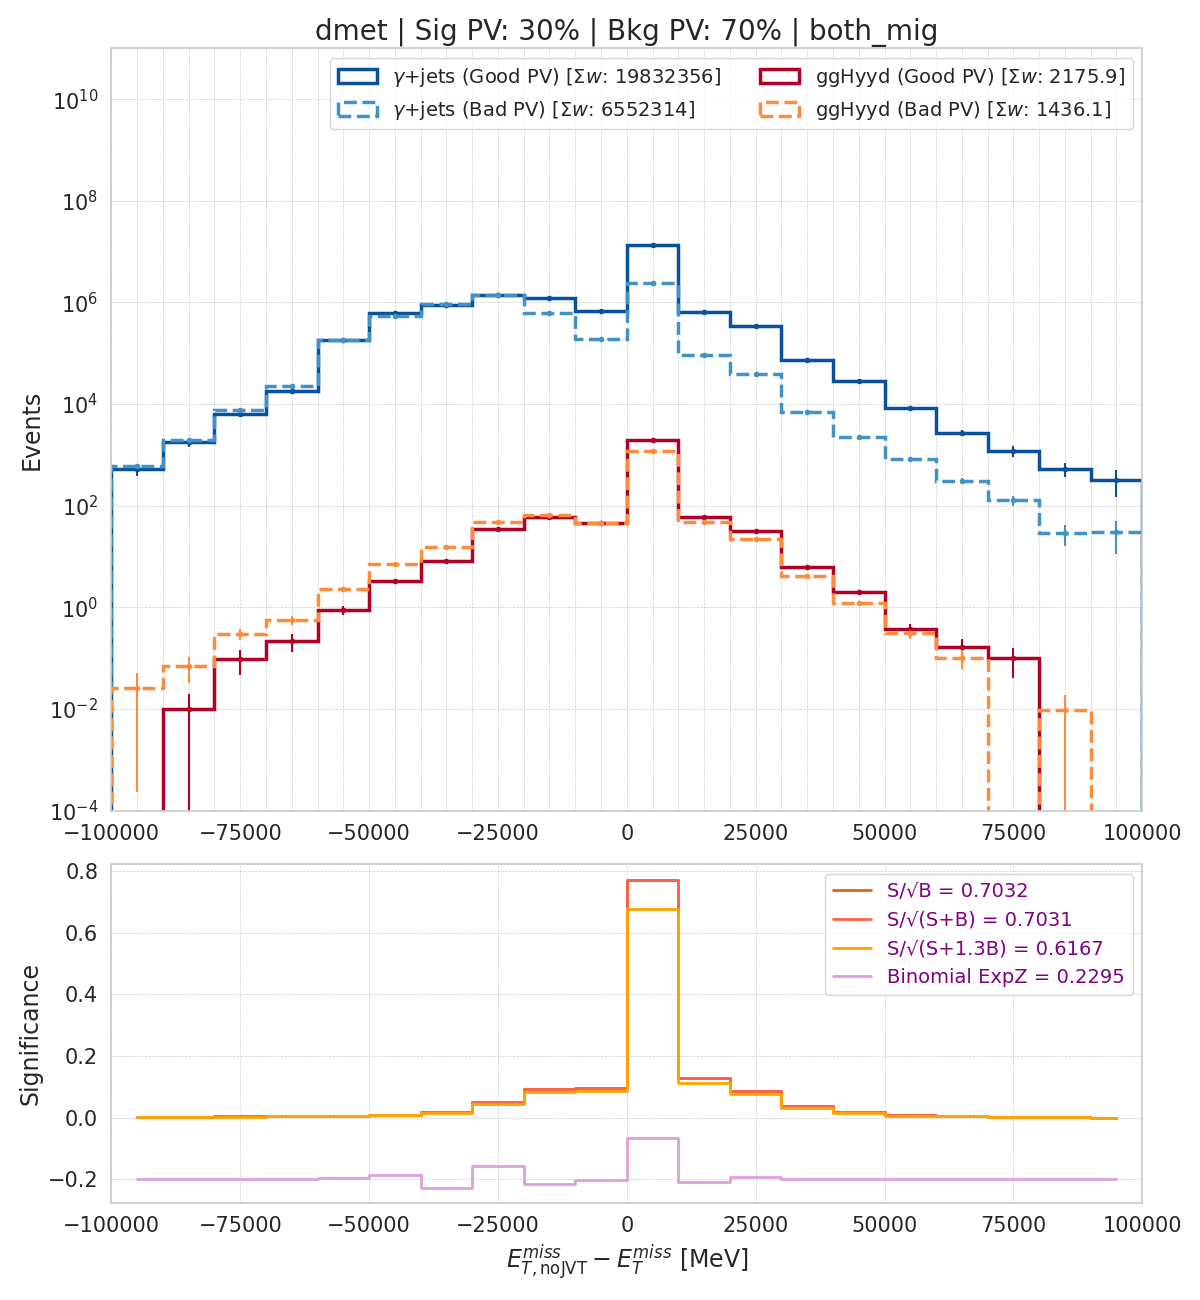 dmet | Sig PV: 30% | Bkg PV: 70% | both_mig
γ+jets (Good PV) [Σw: 19832356]
γ+jets (Bad PV) [Σw: 6552314]
ggHyyd (Good PV) [Σw: 2175.9]
ggHyyd (Bad PV) [Σw: 1436.1]
Events
10^10
10^8
10^6
10^4
10^2
10^0
10^−2
10^−4
−100000 −75000 −50000 −25000 0 25000 50000 75000 100000
Significance
0.8
0.6
0.4
0.2
0.0
−0.2
S/√B = 0.7032
S/√(S+B) = 0.7031
S/√(S+1.3B) = 0.6167
Binomial ExpZ = 0.2295
−100000 −75000 −50000 −25000 0 25000 50000 75000 100000
E_{T,noJVT}^{miss} − E_T^{miss} [MeV]